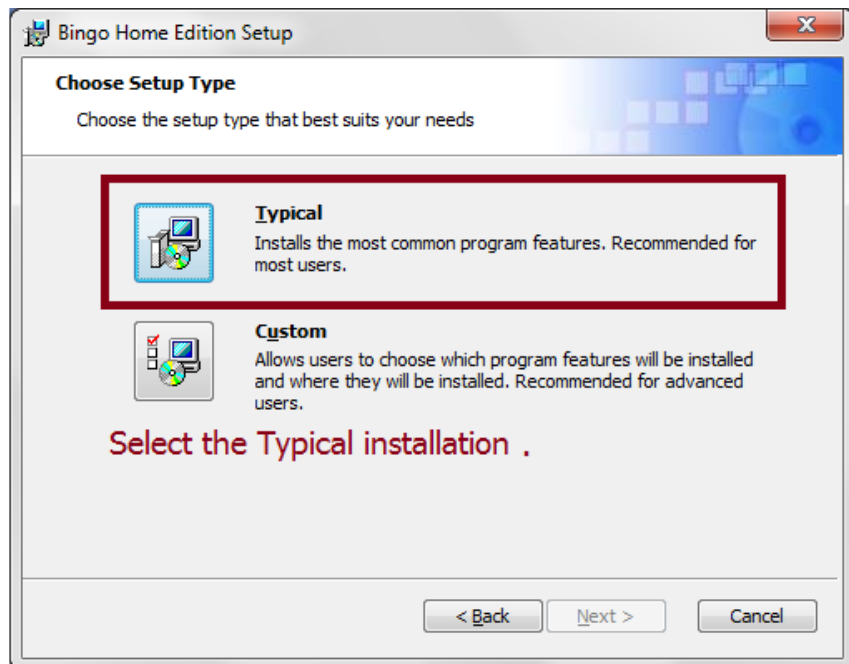 Bingo Home Edition Setup
Choose Setup Type
Choose the setup type that best suits your needs
Typical
Installs the most common program features. Recommended for
most users.
Custom
Allows users to choose which program features will be installed
and where they will be installed. Recommended for advanced
users.
Select the Typical installation .
< Back Next > Cancel